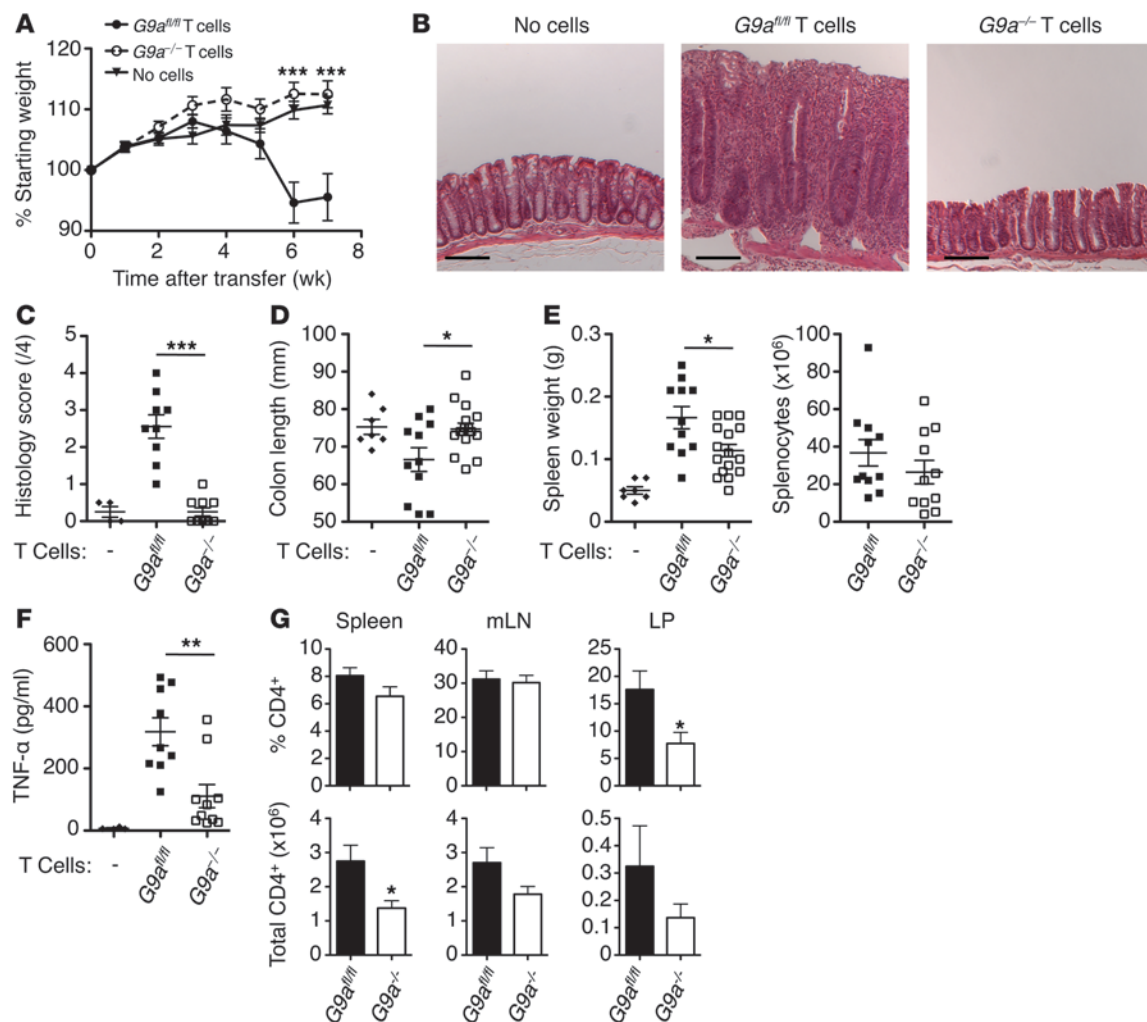 A
G9a^fl/fl T cells
G9a^–/– T cells
No cells
*** ***
% Starting weight
110
100
90
0 2 4 6 8
Time after transfer (wk)
B
No cells
G9a^fl/fl T cells
G9a^–/– T cells
C
Histology score (/4)
5
4
3
2
1
0
***
T Cells: - G9a^fl/fl G9a^–/–
D
Colon length (mm)
100
90
80
70
60
50
*
T Cells: - G9a^fl/fl G9a^–/–
E
Spleen weight (g)
0.3
0.2
0.1
0.0
*
T Cells: - G9a^fl/fl G9a^–/–
Splenocytes (x10^6)
100
80
60
40
20
0
G9a^fl/fl G9a^–/–
F
TNF-α (pg/ml)
600
400
200
0
**
T Cells: - G9a^fl/fl G9a^–/–
G
Spleen
mLN
LP
% CD4^+
10
8
6
4
2
0
40
30
20
10
0
25
20
15
10
5
0
*
Total CD4^+ (x10^6)
4
3
2
1
0
*
4
3
2
1
0
0.5
0.4
0.3
0.2
0.1
0
G9a^fl/fl G9a^-/-
G9a^fl/fl G9a^-/-
G9a^fl/fl G9a^-/-